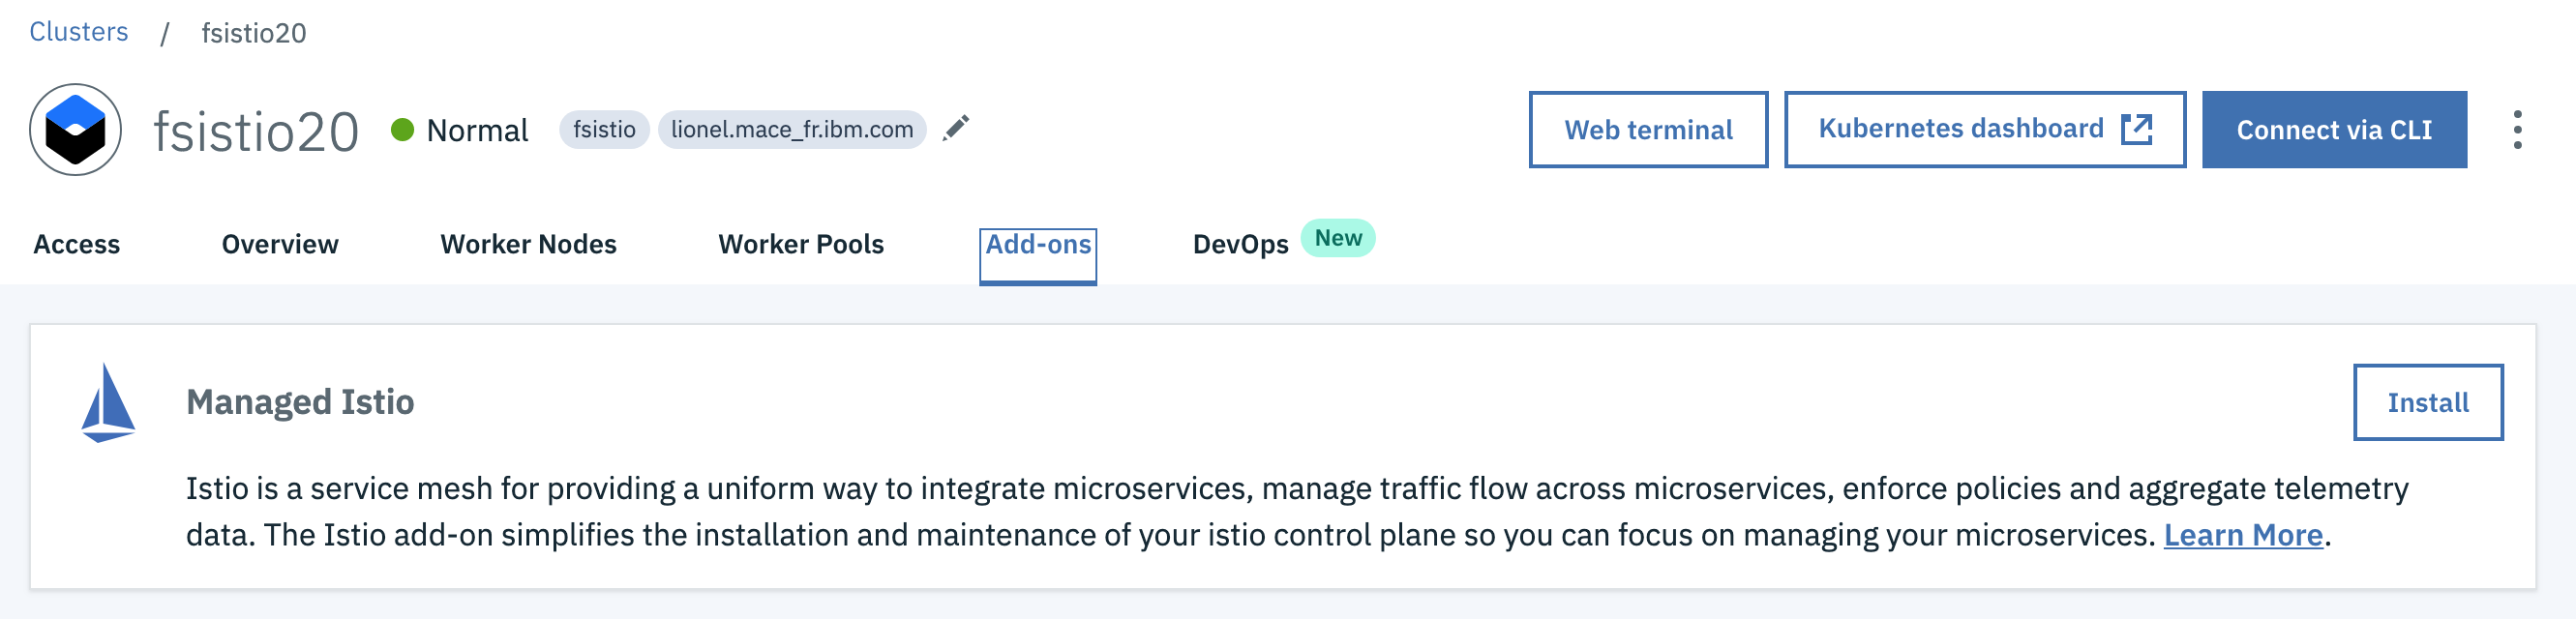 Clusters / fsistio20
fsistio20 Normal fsistio lionel.mace_fr.ibm.com Web terminal Kubernetes dashboard Connect via CLI
Access Overview Worker Nodes Worker Pools Add-ons DevOps New
Managed Istio Install
Istio is a service mesh for providing a uniform way to integrate microservices, manage traffic flow across microservices, enforce policies and aggregate telemetry
data. The Istio add-on simplifies the installation and maintenance of your istio control plane so you can focus on managing your microservices. Learn More.